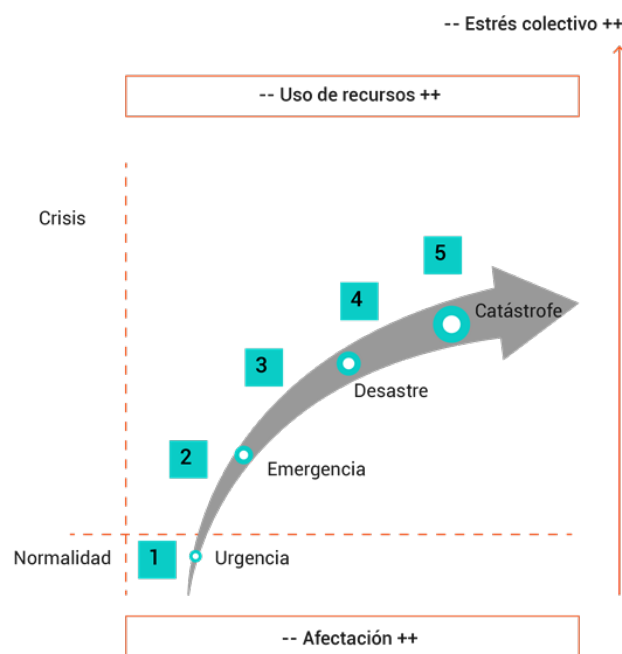 -- Estrés colectivo ++
-- Uso de recursos ++
Crisis
5
4
Catástrofe
3
Desastre
2
Emergencia
Normalidad
1
Urgencia
-- Afectación ++